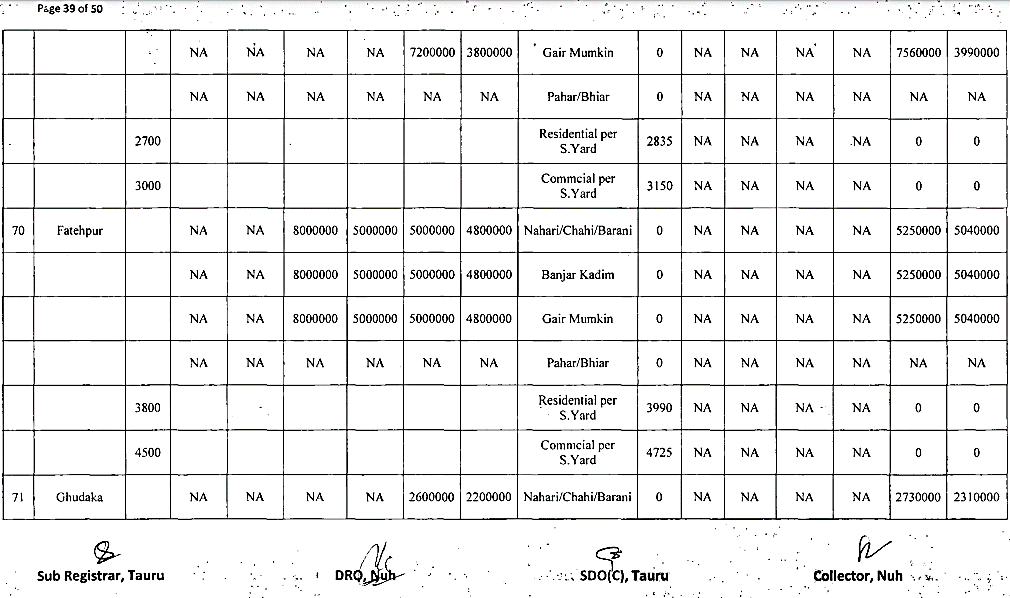 Page 39 of 50
NA NA NA NA 7200000 3800000 Gair Mumkin 0 NA NA NA NA 7560000 3990000
NA NA NA NA NA NA Pahar/Bhiar 0 NA NA NA NA NA NA
2700 Residential per S.Yard 2835 NA NA NA NA 0 0
3000 Commcial per S.Yard 3150 NA NA NA NA 0 0
70 Fatehpur NA NA 8000000 5000000 5000000 4800000 Nahari/Chahi/Barani 0 NA NA NA NA 5250000 5040000
NA NA 8000000 5000000 5000000 4800000 Banjar Kadim 0 NA NA NA NA 5250000 5040000
NA NA 8000000 5000000 5000000 4800000 Gair Mumkin 0 NA NA NA NA 5250000 5040000
NA NA NA NA NA NA Pahar/Bhiar 0 NA NA NA NA NA NA
3800 Residential per S.Yard 3990 NA NA NA NA 0 0
4500 Commcial per S.Yard 4725 NA NA NA NA 0 0
71 Ghudaka NA NA NA NA 2600000 2200000 Nahari/Chahi/Barani 0 NA NA NA NA 2730000 2310000
Sub Registrar, Tauru DRO, Nuh SDO(C), Tauru Collector, Nuh